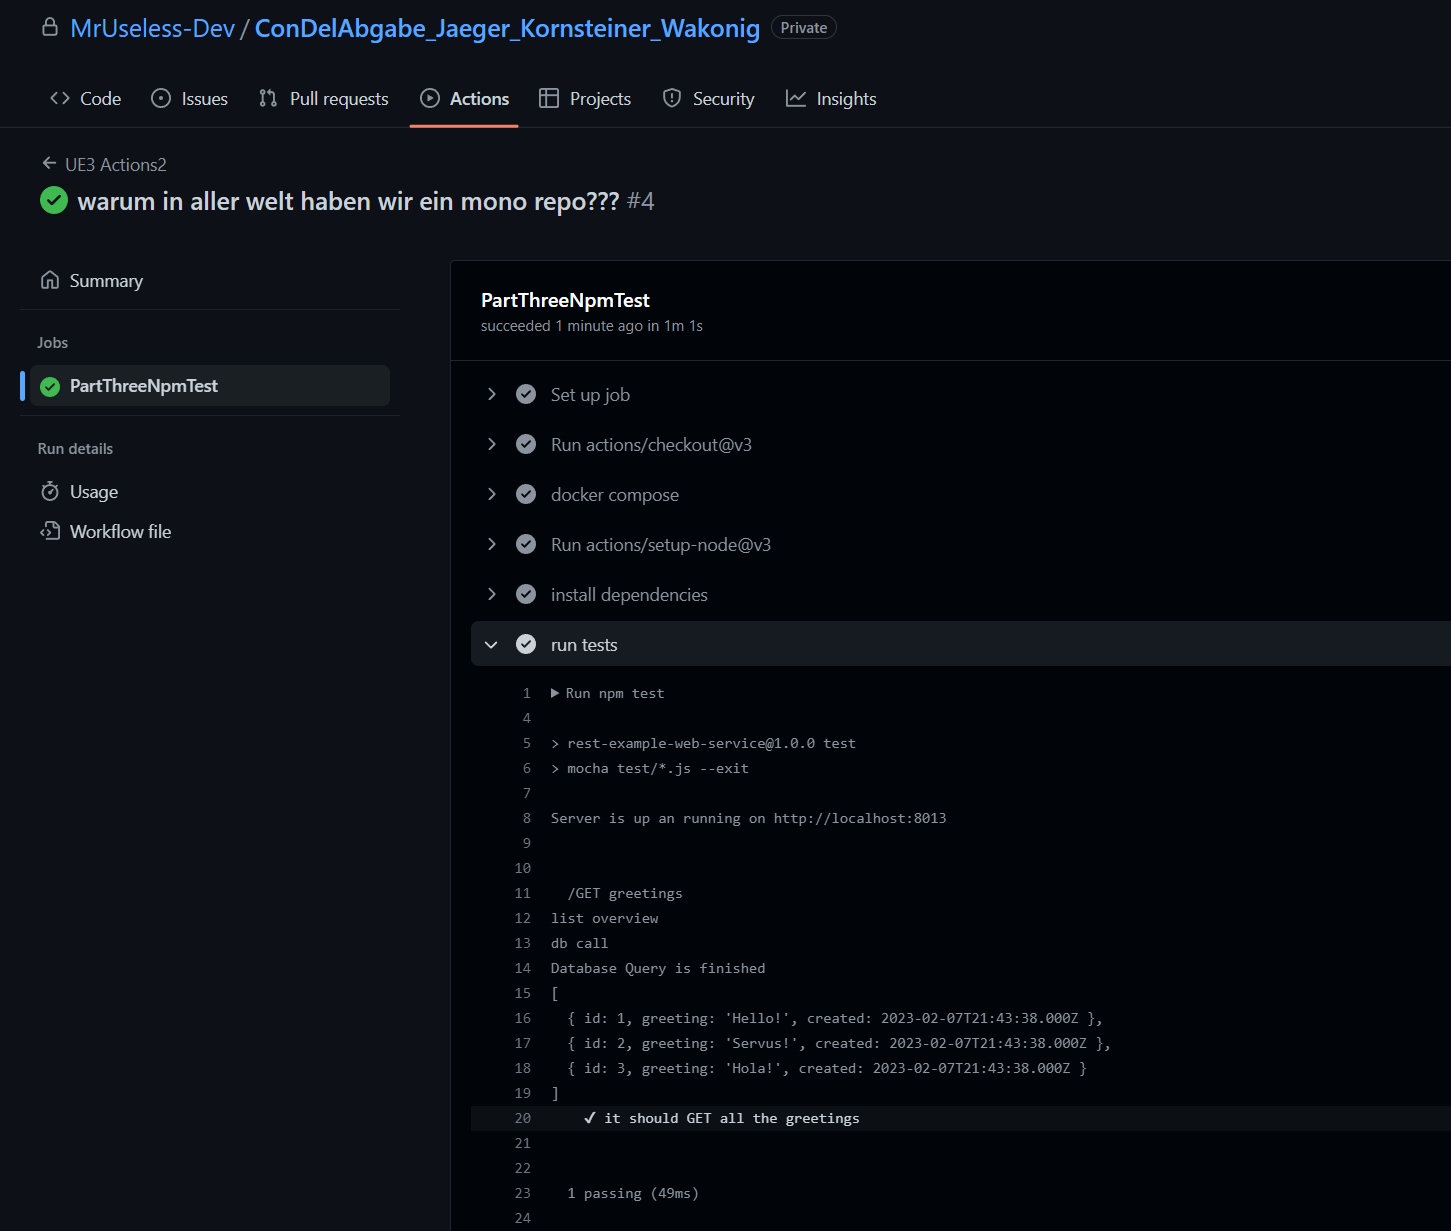 MrUseless-Dev / ConDelAbgabe_Jaeger_Kornsteiner_Wakonig Private
Code Issues Pull requests Actions Projects Security Insights
UE3 Actions2
warum in aller welt haben wir ein mono repo??? #4
Summary
Jobs
PartThreeNpmTest
Run details
Usage
Workflow file
PartThreeNpmTest
succeeded 1 minute ago in 1m 1s
Set up job
Run actions/checkout@v3
docker compose
Run actions/setup-node@v3
install dependencies
run tests
1 Run npm test
4
5 > rest-example-web-service@1.0.0 test
6 > mocha test/*.js --exit
7
8 Server is up an running on http://localhost:8013
9
10
11 /GET greetings
12 list overview
13 db call
14 Database Query is finished
15 [
16 { id: 1, greeting: 'Hello!', created: 2023-02-07T21:43:38.000Z },
17 { id: 2, greeting: 'Servus!', created: 2023-02-07T21:43:38.000Z },
18 { id: 3, greeting: 'Hola!', created: 2023-02-07T21:43:38.000Z }
19 ]
20 ✔ it should GET all the greetings
21
22
23 1 passing (49ms)
24